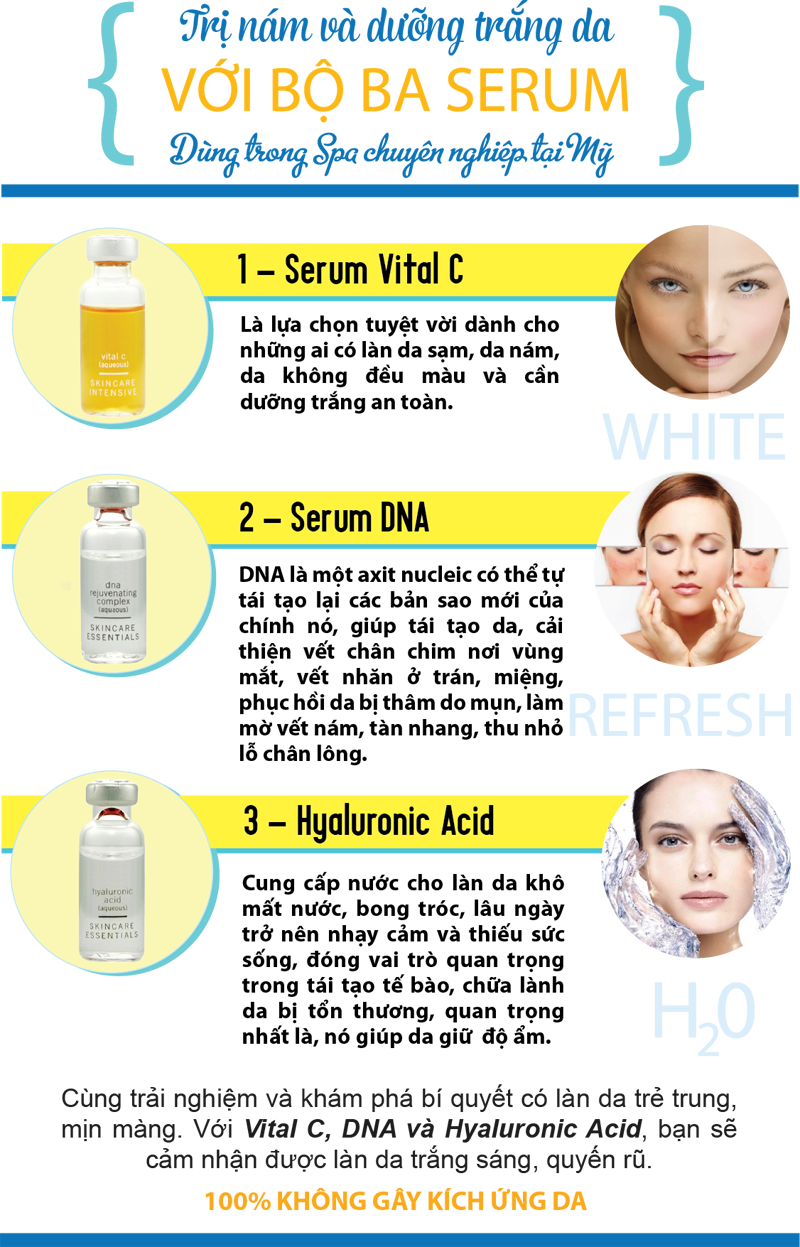 Trị nám và dưỡng trắng da
VỚI BỘ BA SERUM
Dùng trong Spa chuyên nghiệp tại Mỹ
1 – Serum Vital C
vital c
(aqueous)
SKINCARE
INTENSIVE
Là lựa chọn tuyệt vời dành cho
những ai có làn da sạm, da nám,
da không đều màu và cần
dưỡng trắng an toàn.
WHITE
2 – Serum DNA
dna
rejuvenating
complex
(aquaous)
SKINCARE
ESSENTIALS
DNA là một axit nucleic có thể tự
tái tạo lại các bản sao mới của
chính nó, giúp tái tạo da, cải
thiện vết chân chim nơi vùng
mắt, vết nhăn ở trán, miệng,
phục hồi da bị thâm do mụn, làm
mờ vết nám, tàn nhang, thu nhỏ
lỗ chân lông.
REFRESH
3 – Hyaluronic Acid
hyaluronic
acid
(aqueous)
SKINCARE
ESSENTIALS
Cung cấp nước cho làn da khô
mất nước, bong tróc, lâu ngày
trở nên nhạy cảm và thiếu sức
sống, đóng vai trò quan trọng
trong tái tạo tế bào, chữa lành
da bị tổn thương, quan trọng
nhất là, nó giúp da giữ độ ẩm.
H20
Cùng trải nghiệm và khám phá bí quyết có làn da trẻ trung,
mịn màng. Với Vital C, DNA và Hyaluronic Acid, bạn sẽ
cảm nhận được làn da trắng sáng, quyến rũ.
100% KHÔNG GÂY KÍCH ỨNG DA